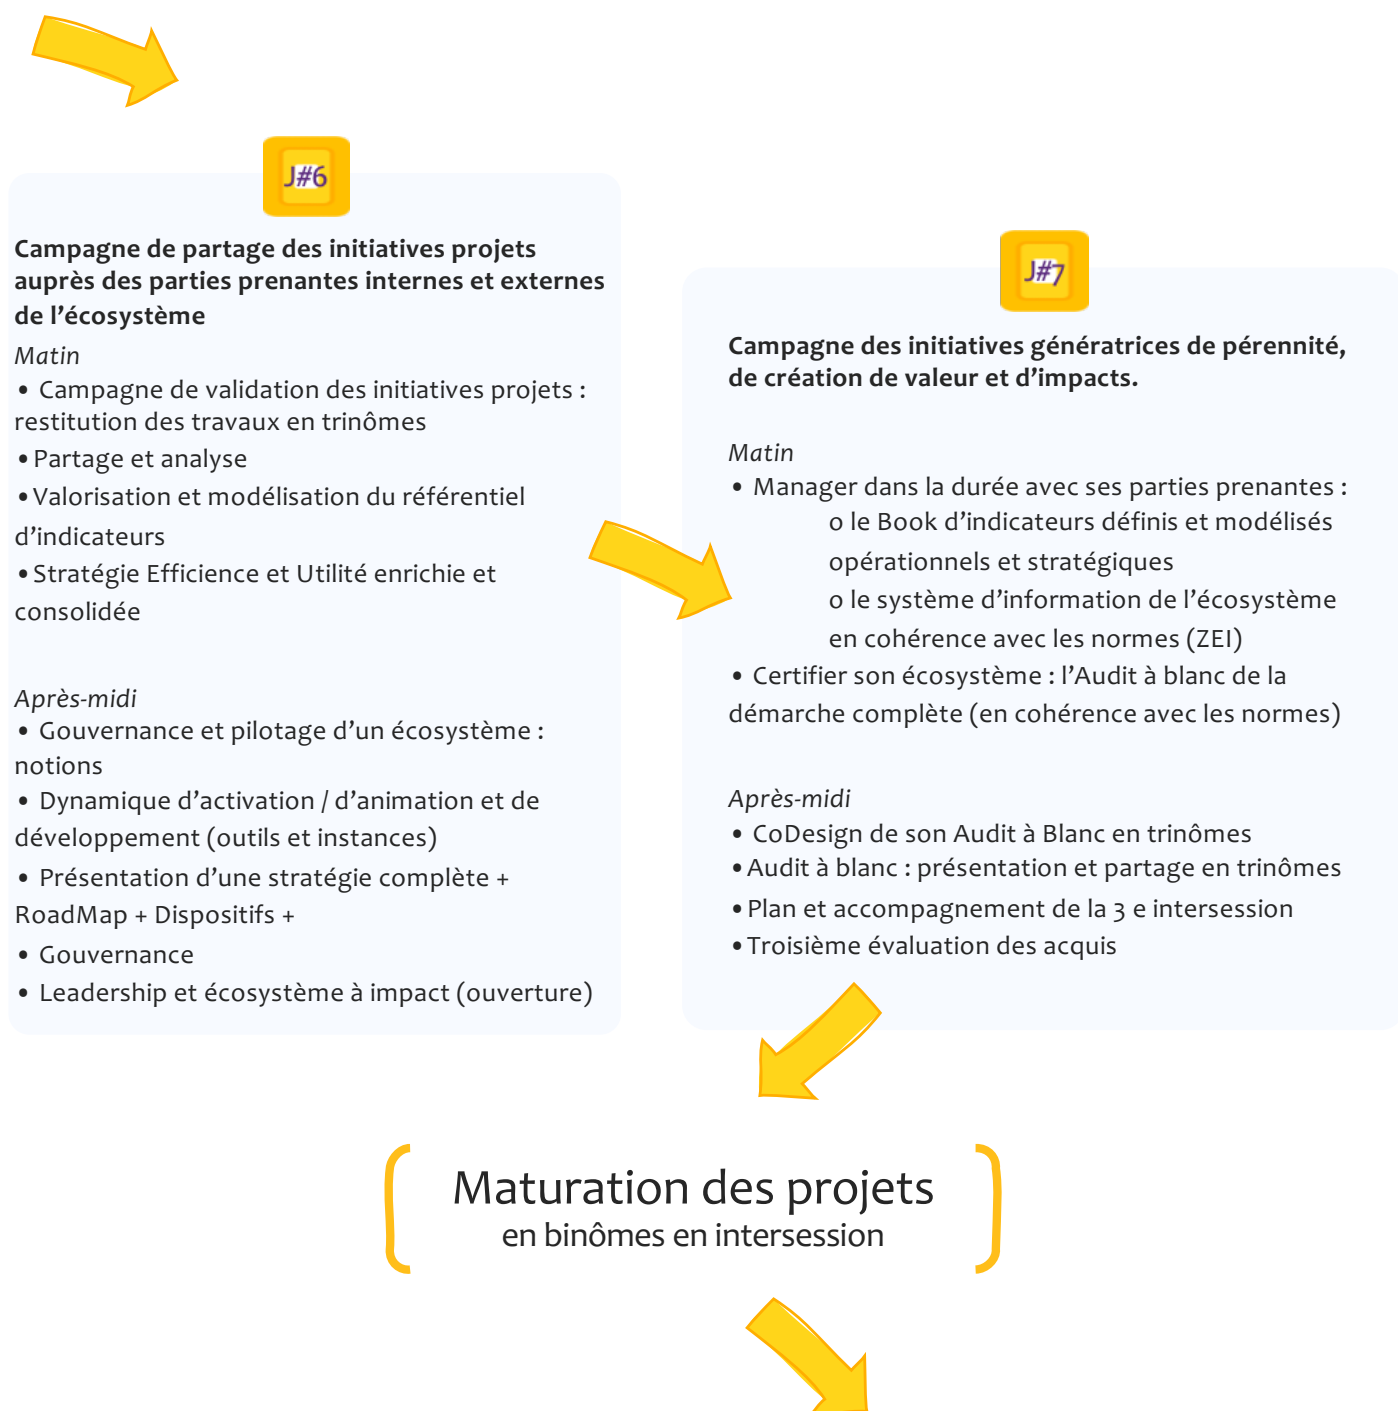 J#6
Campagne de partage des initiatives projets
auprès des parties prenantes internes et externes
de l’écosystème
Matin
• Campagne de validation des initiatives projets :
restitution des travaux en trinômes
•Partage et analyse
•Valorisation et modélisation du référentiel
d’indicateurs
•Stratégie Efficience et Utilité enrichie et
consolidée
Après-midi
• Gouvernance et pilotage d’un écosystème :
notions
• Dynamique d’activation / d’animation et de
développement (outils et instances)
• Présentation d’une stratégie complète +
RoadMap + Dispositifs +
• Gouvernance
• Leadership et écosystème à impact (ouverture)
J#7
Campagne des initiatives génératrices de pérennité,
de création de valeur et d’impacts.
Matin
• Manager dans la durée avec ses parties prenantes :
o le Book d’indicateurs définis et modélisés
opérationnels et stratégiques
o le système d’information de l’écosystème
en cohérence avec les normes (ZEI)
• Certifier son écosystème : l’Audit à blanc de la
démarche complète (en cohérence avec les normes)
Après-midi
• CoDesign de son Audit à Blanc en trinômes
•Audit à blanc : présentation et partage en trinômes
•Plan et accompagnement de la 3 e intersession
•Troisième évaluation des acquis
Maturation des projets
en binômes en intersession